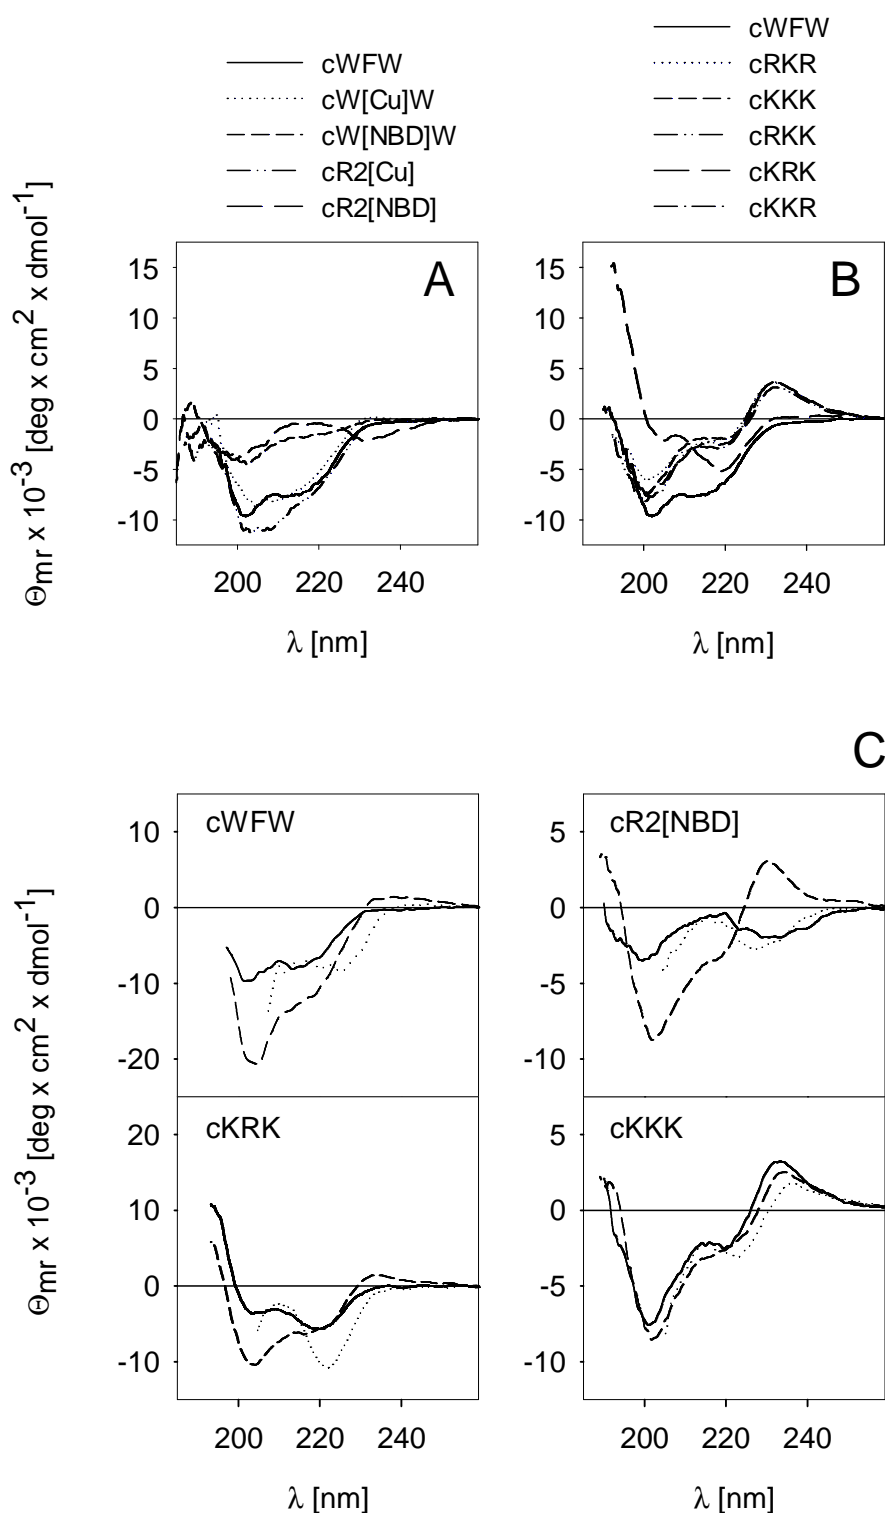 cWFW
cW[Cu]W
cW[NBD]W
cR2[Cu]
cR2[NBD]
cWFW
cRKR
cKKK
cRKK
cKRK
cKKR
Θmr x 10⁻³ [deg x cm² x dmol⁻¹]
A
15
10
5
0
-5
-10
200 220 240
λ [nm]
B
15
10
5
0
-5
-10
200 220 240
λ [nm]
C
Θmr x 10⁻³ [deg x cm² x dmol⁻¹]
cWFW
10
0
-10
-20
cR2[NBD]
5
0
-5
-10
cKRK
20
10
0
-10
200 220 240
λ [nm]
cKKK
5
0
-5
-10
200 220 240
λ [nm]